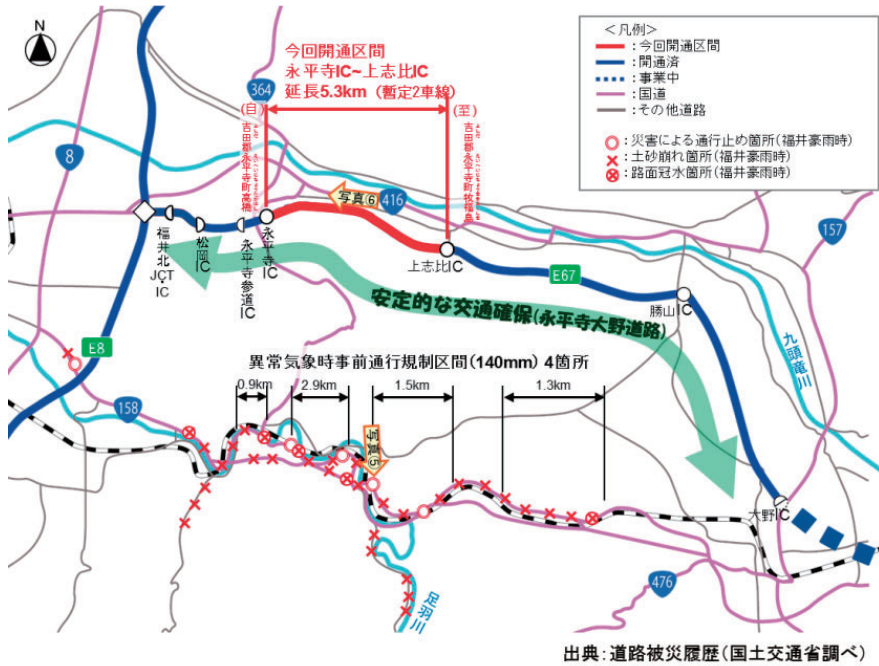 N
今回開通区間
永平寺IC~上志比IC
延長5.3km (暫定2車線)
(自)
(至)
364
8
416
157
158
476
E67
E8
写真⑥
写真⑤
福井北
JCT・
IC
松岡IC
永平寺参道IC
永平寺IC
上志比IC
勝山IC
大野IC
九頭竜川
足羽川
安定的な交通確保(永平寺大野道路)
異常気象時事前通行規制区間(140mm) 4箇所
0.9km
2.9km
1.5km
1.3km
<凡例>
:今回開通区間
:開通済
:事業中
:国道
:その他道路
:災害による通行止め箇所(福井豪雨時)
:土砂崩れ箇所(福井豪雨時)
:路面冠水箇所(福井豪雨時)
吉田郡永平寺町高橋
吉田郡永平寺町牧福島
出典:道路被災履歴(国土交通省調べ)